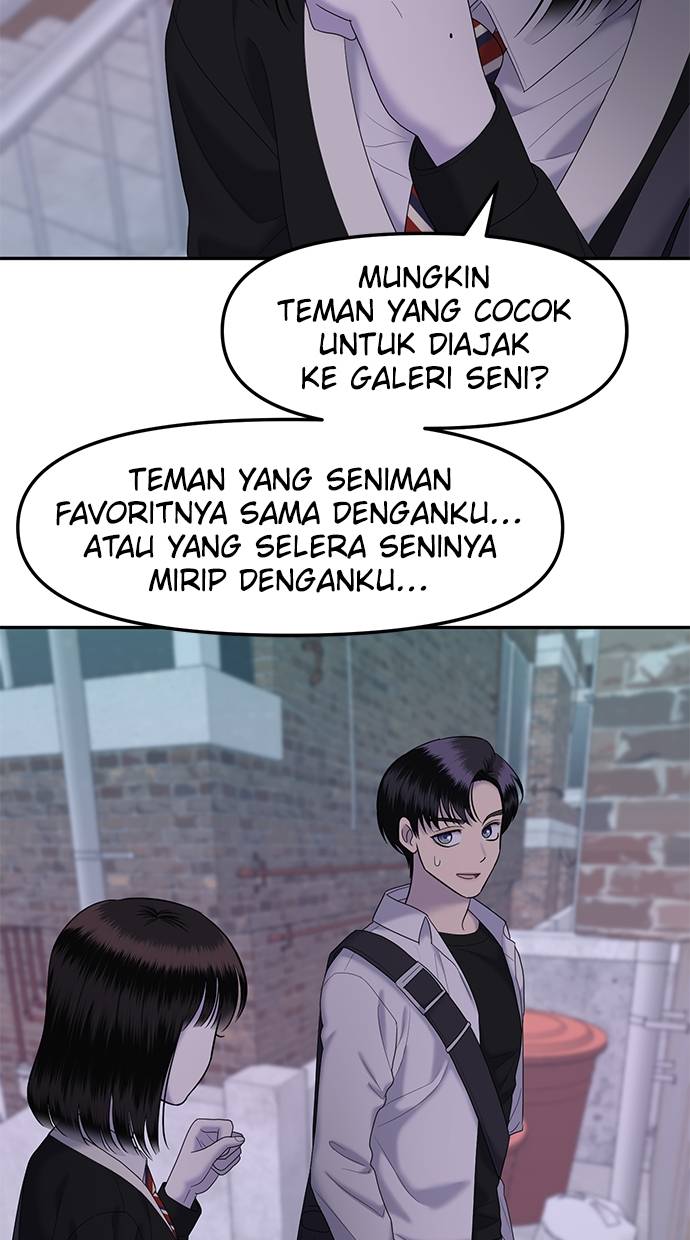 MUNGKIN
TEMAN YANG COCOK
UNTUK DIAJAK
KE GALERI SENI?
TEMAN YANG SENIMAN
FAVORITNYA SAMA DENGANKU...
ATAU YANG SELERA SENINYA
MIRIP DENGANKU...